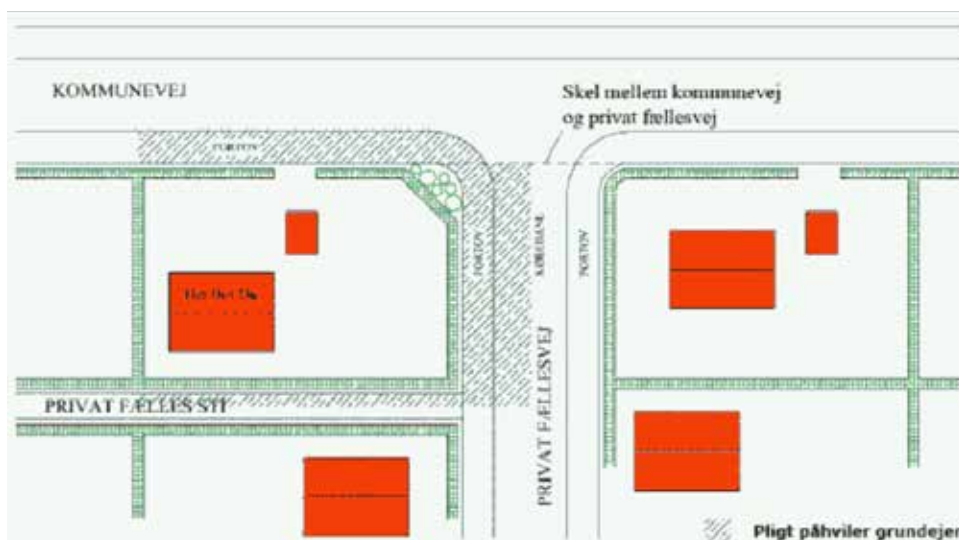 KOMMUNEVEJ
Skel mellem kommunevej
og privat fællesvej
FORTOV
FORTOV
KØREBANE
FORTOV
PRIVAT FÆLLESVEJ
PRIVAT FÆLLES STI
Pligt påhviler grundejer